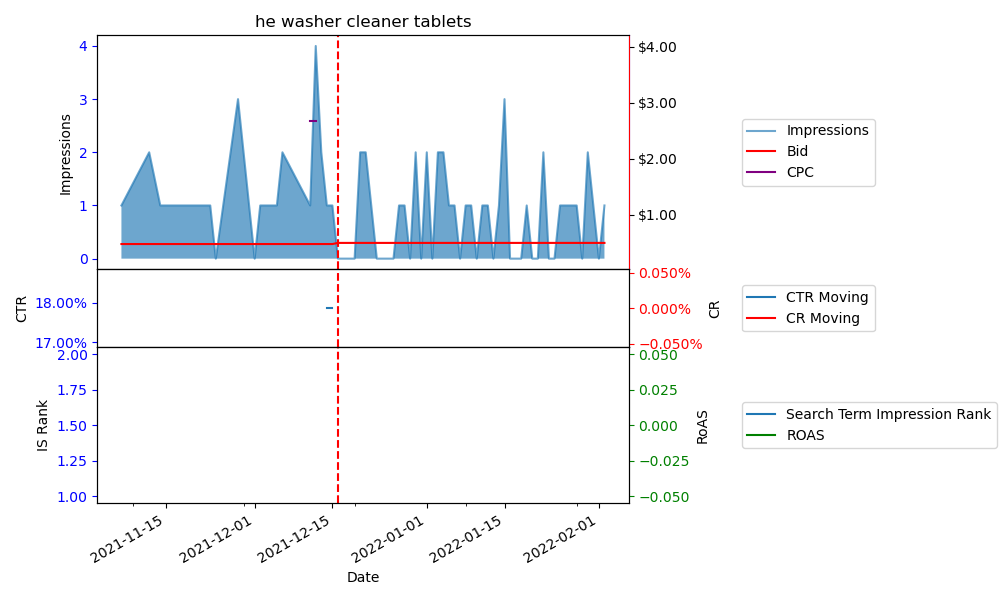 he washer cleaner tablets
4
3
2
1
0
Impressions
$4.00
$3.00
$2.00
$1.00
Impressions
Bid
CPC
18.00%
17.00%
CTR
0.050%
0.000%
−0.050%
CR
CTR Moving
CR Moving
2.00
1.75
1.50
1.25
1.00
IS Rank
0.050
0.025
0.000
−0.025
−0.050
RoAS
Search Term Impression Rank
ROAS
2021-11-15
2021-12-01
2021-12-15
2022-01-01
2022-01-15
2022-02-01
Date